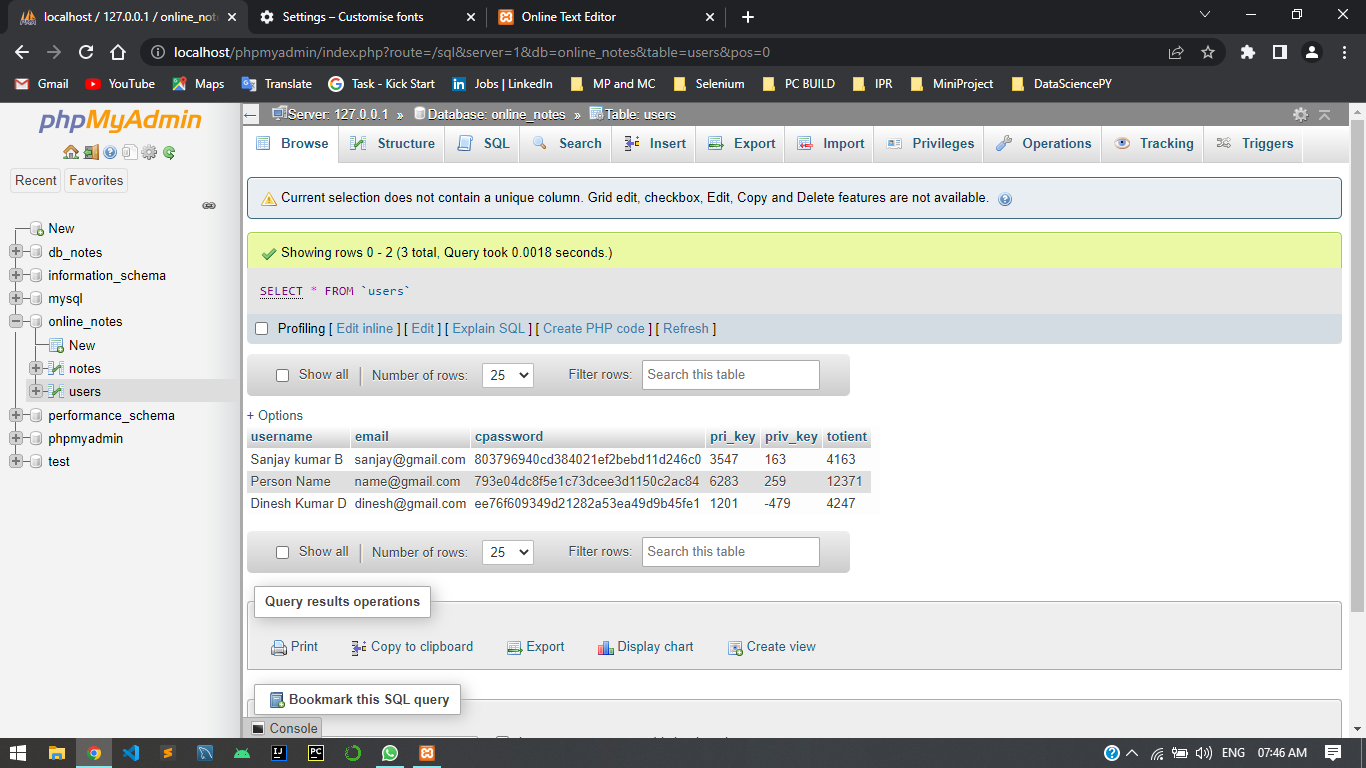 localhost / 127.0.0.1 / online_not
Settings – Customise fonts
Online Text Editor
localhost/phpmyadmin/index.php?route=/sql&server=1&db=online_notes&table=users&pos=0
Gmail YouTube Maps Translate Task - Kick Start Jobs | LinkedIn MP and MC Selenium PC BUILD IPR MiniProject DataSciencePY
phpMyAdmin
Recent Favorites
New
db_notes
information_schema
mysql
online_notes
New
notes
users
performance_schema
phpmyadmin
test
Server: 127.0.0.1 » Database: online_notes » Table: users
Browse Structure SQL Search Insert Export Import Privileges Operations Tracking Triggers
Current selection does not contain a unique column. Grid edit, checkbox, Edit, Copy and Delete features are not available.
Showing rows 0 - 2 (3 total, Query took 0.0018 seconds.)
SELECT * FROM `users`
Profiling [ Edit inline ] [ Edit ] [ Explain SQL ] [ Create PHP code ] [ Refresh ]
Show all | Number of rows: 25 Filter rows: Search this table
+ Options
username email cpassword pri_key priv_key totient
Sanjay kumar B sanjay@gmail.com 803796940cd384021ef2bebd11d246c0 3547 163 4163
Person Name name@gmail.com 793e04dc8f5e1c73dcee3d1150c2ac84 6283 259 12371
Dinesh Kumar D dinesh@gmail.com ee76f609349d21282a53ea49d9b45fe1 1201 -479 4247
Show all | Number of rows: 25 Filter rows: Search this table
Query results operations
Print Copy to clipboard Export Display chart Create view
Bookmark this SQL query
Console
ENG 07:46 AM